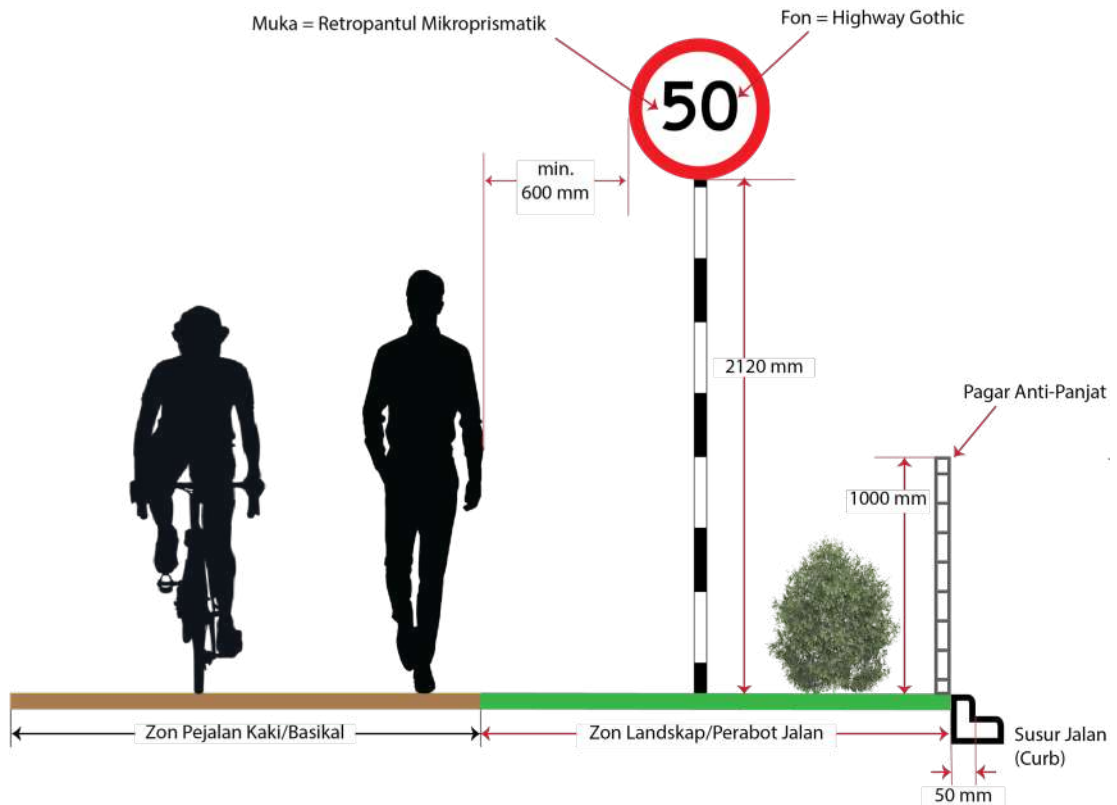 Muka = Retropantul Mikroprismatik
Fon = Highway Gothic
50
min.
600 mm
2120 mm
Pagar Anti-Panjat
1000 mm
Zon Pejalan Kaki/Basikal
Zon Landskap/Perabot Jalan
Susur Jalan
(Curb)
50 mm